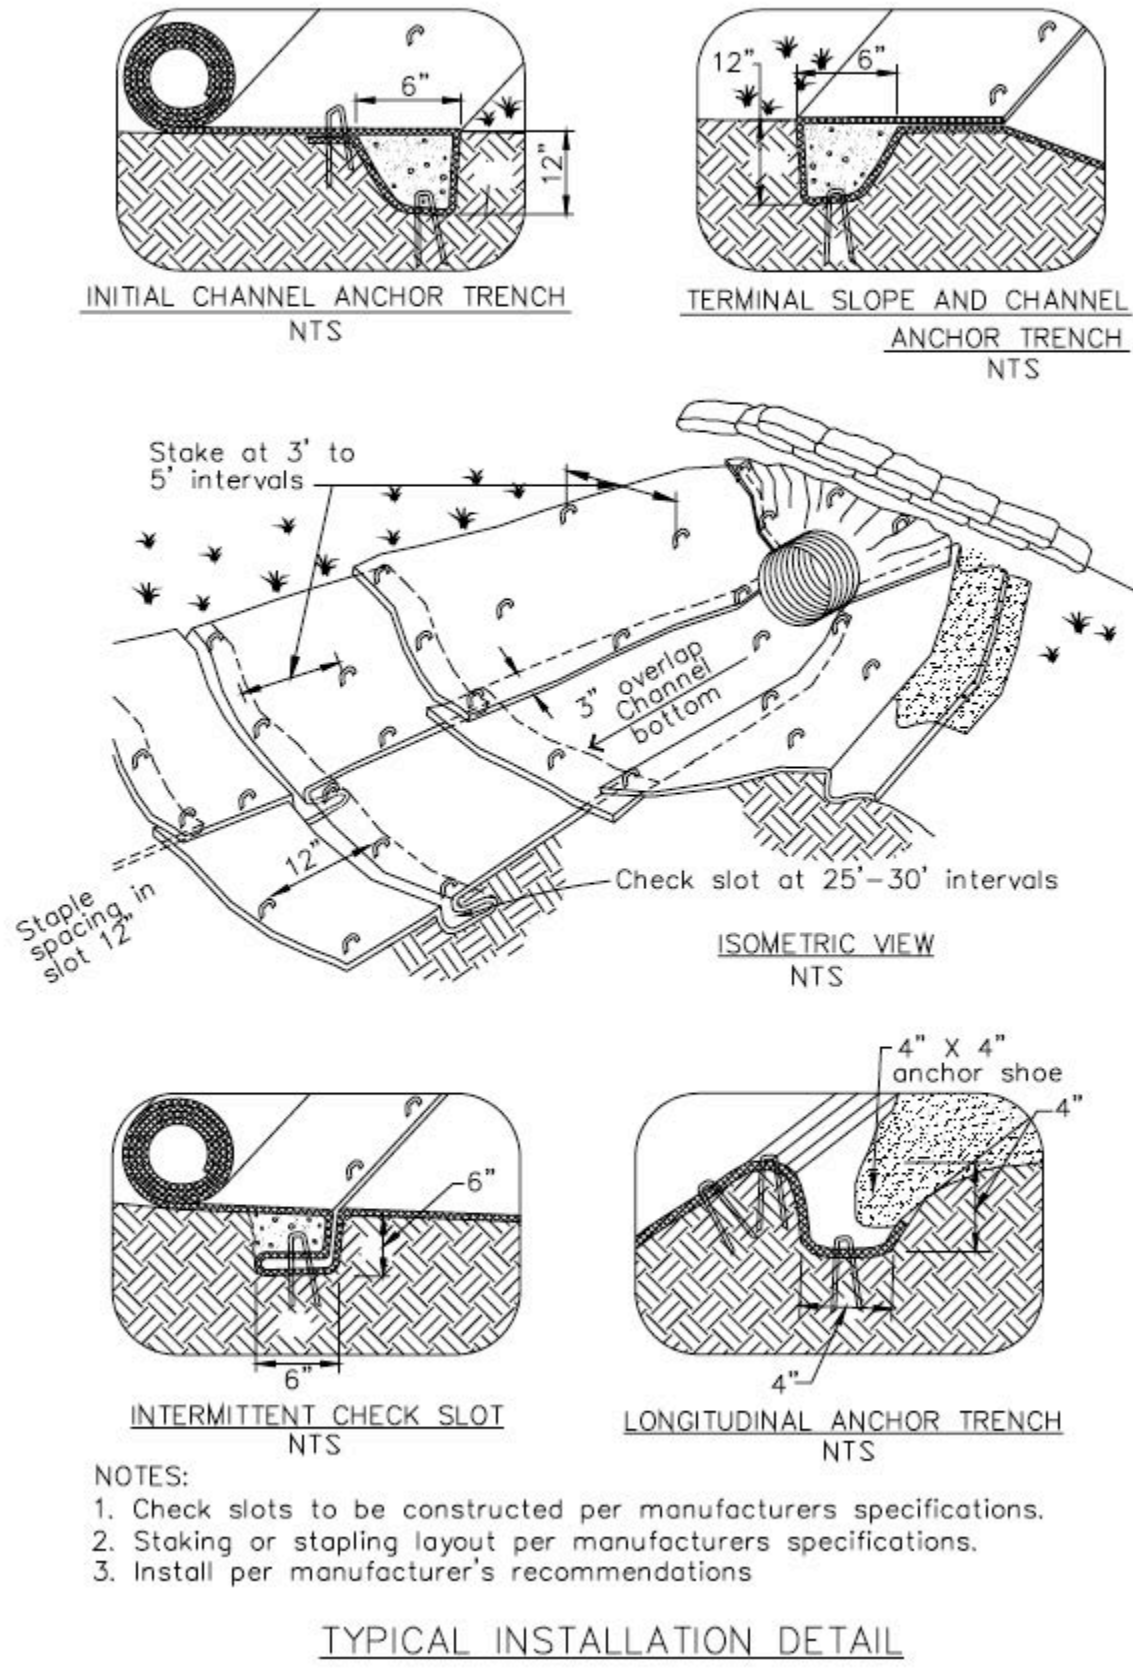 6"
12"
INITIAL CHANNEL ANCHOR TRENCH
NTS
12"
6"
TERMINAL SLOPE AND CHANNEL
ANCHOR TRENCH
NTS
Stake at 3' to
5' intervals
3" overlap
Channel
bottom
12"
Staple
spacing in
slot 12"
Check slot at 25'-30' intervals
ISOMETRIC VIEW
NTS
6"
6"
INTERMITTENT CHECK SLOT
NTS
4" X 4"
anchor shoe
4"
4"
LONGITUDINAL ANCHOR TRENCH
NTS
NOTES:
1. Check slots to be constructed per manufacturers specifications.
2. Staking or stapling layout per manufacturers specifications.
3. Install per manufacturer's recommendations
TYPICAL INSTALLATION DETAIL